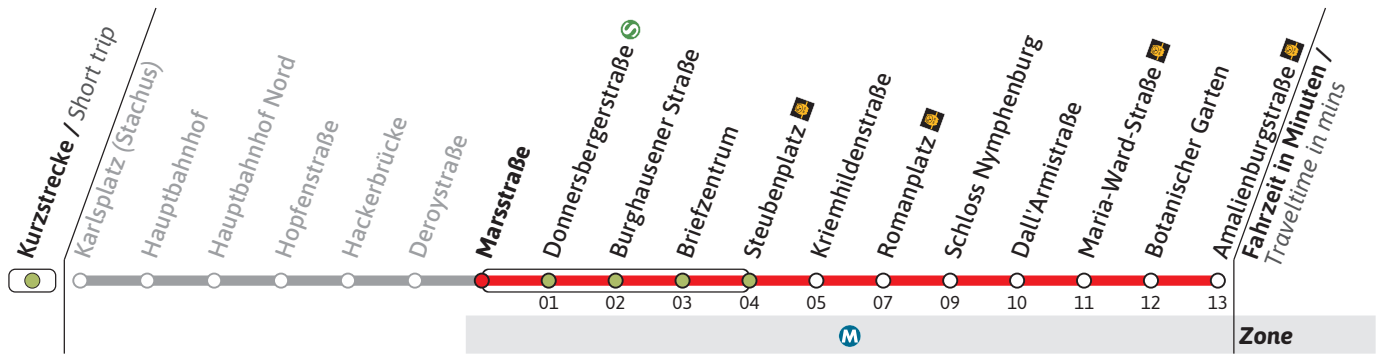 Kurzstrecke / Short trip
Karlsplatz (Stachus)
Hauptbahnhof
Hauptbahnhof Nord
Hopfenstraße
Hackerbrücke
Deroystraße
Marsstraße
Donnersbergerstraße S
Burghausener Straße
Briefzentrum
Steubenplatz
Kriemhildenstraße
Romanplatz
Schloss Nymphenburg
Dall'Armistraße
Maria-Ward-Straße
Botanischer Garten
Amalienburgstraße
Fahrzeit in Minuten /
Traveltime in mins
01 02 03 04 05 07 09 10 11 12 13
M Zone